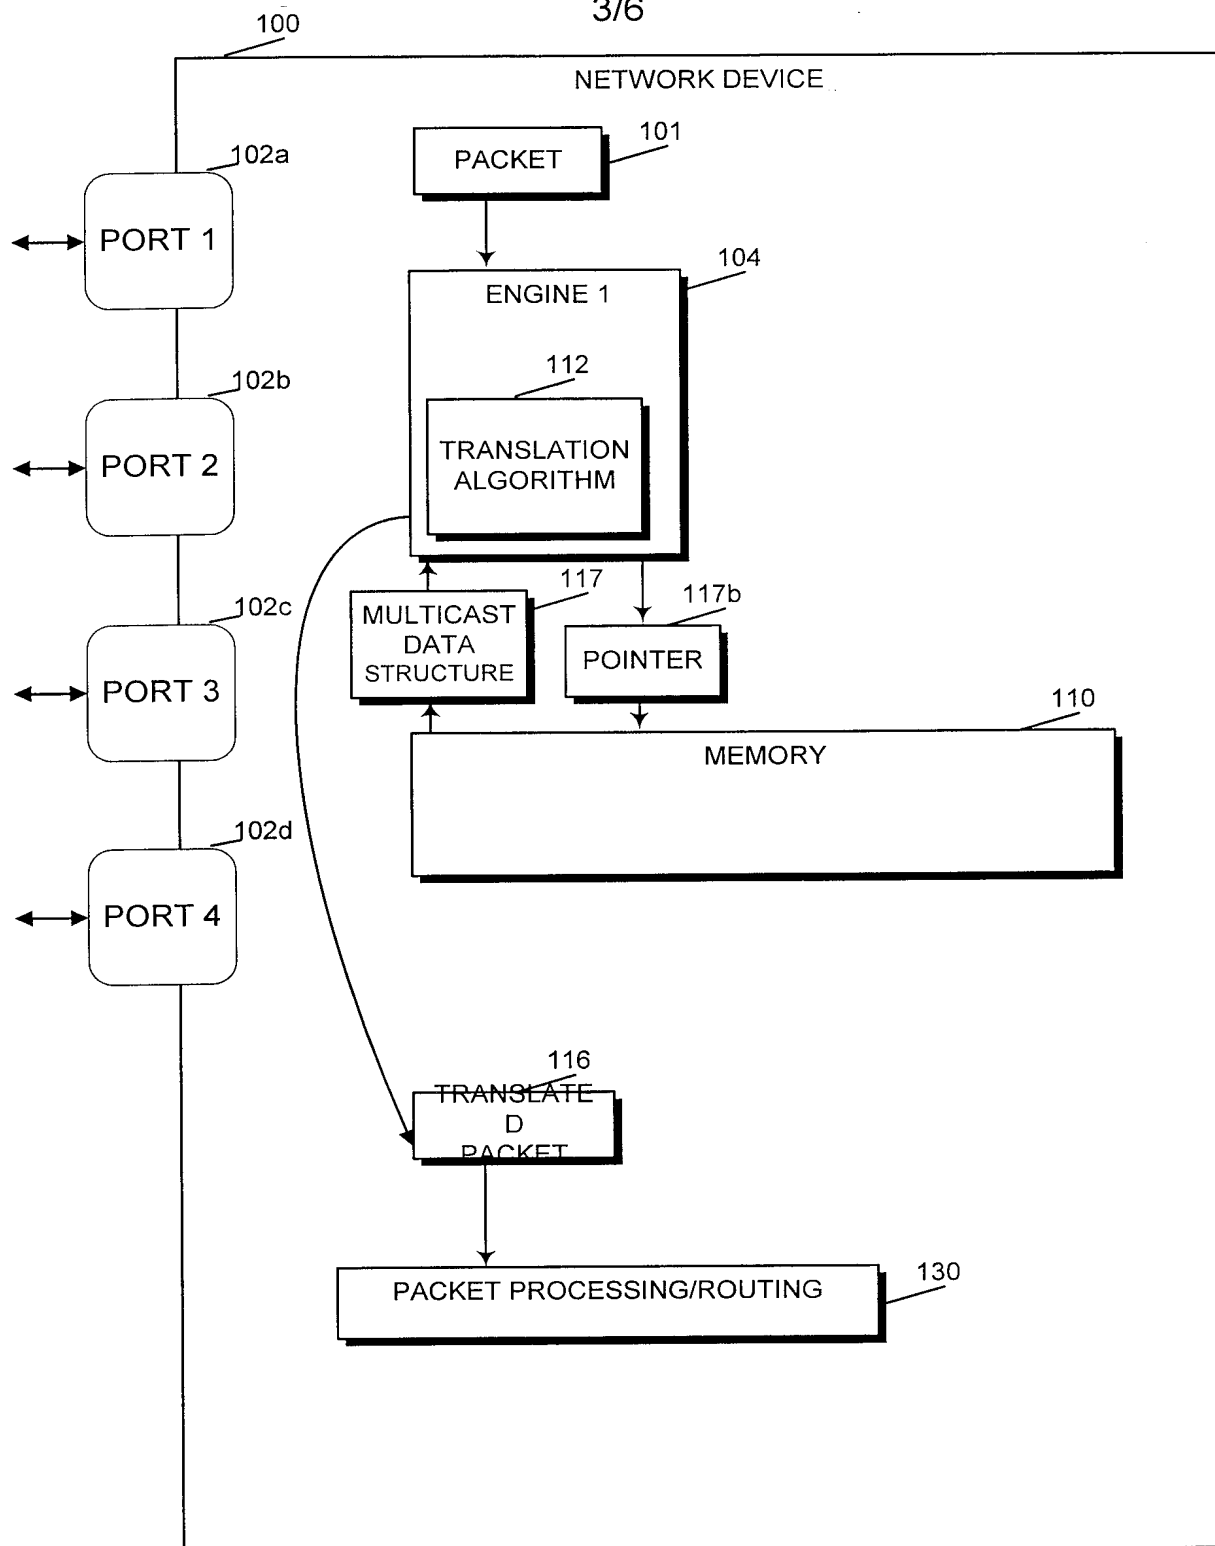 3/6
100
NETWORK DEVICE
102a
101
PACKET
PORT 1
104
ENGINE 1
112
102b
TRANSLATION
ALGORITHM
PORT 2
117
117b
102c
MULTICAST
DATA
STRUCTURE
POINTER
PORT 3
110
MEMORY
102d
PORT 4
116
TRANSLATE
D
PACKET
130
PACKET PROCESSING/ROUTING